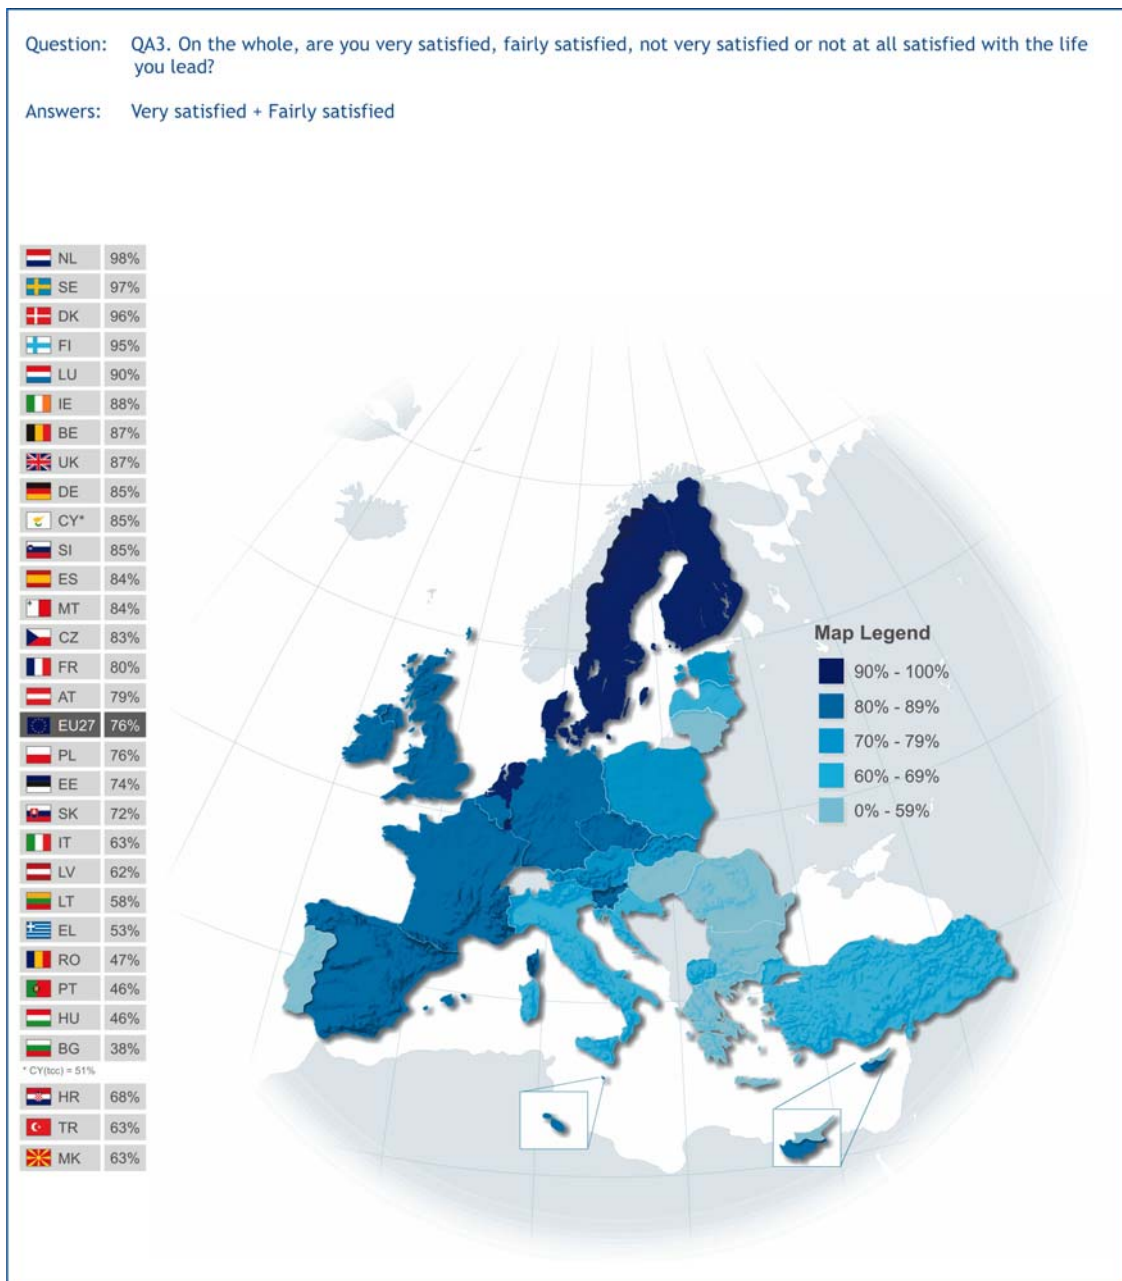 Question: QA3. On the whole, are you very satisfied, fairly satisfied, not very satisfied or not at all satisfied with the life
you lead?
Answers: Very satisfied + Fairly satisfied
NL 98%
SE 97%
DK 96%
FI 95%
LU 90%
IE 88%
BE 87%
UK 87%
DE 85%
CY* 85%
SI 85%
ES 84%
MT 84%
CZ 83%
FR 80%
AT 79%
EU27 76%
PL 76%
EE 74%
SK 72%
IT 63%
LV 62%
LT 58%
EL 53%
RO 47%
PT 46%
HU 46%
BG 38%
* CY(tcc) = 51%
HR 68%
TR 63%
MK 63%
Map Legend
90% - 100%
80% - 89%
70% - 79%
60% - 69%
0% - 59%